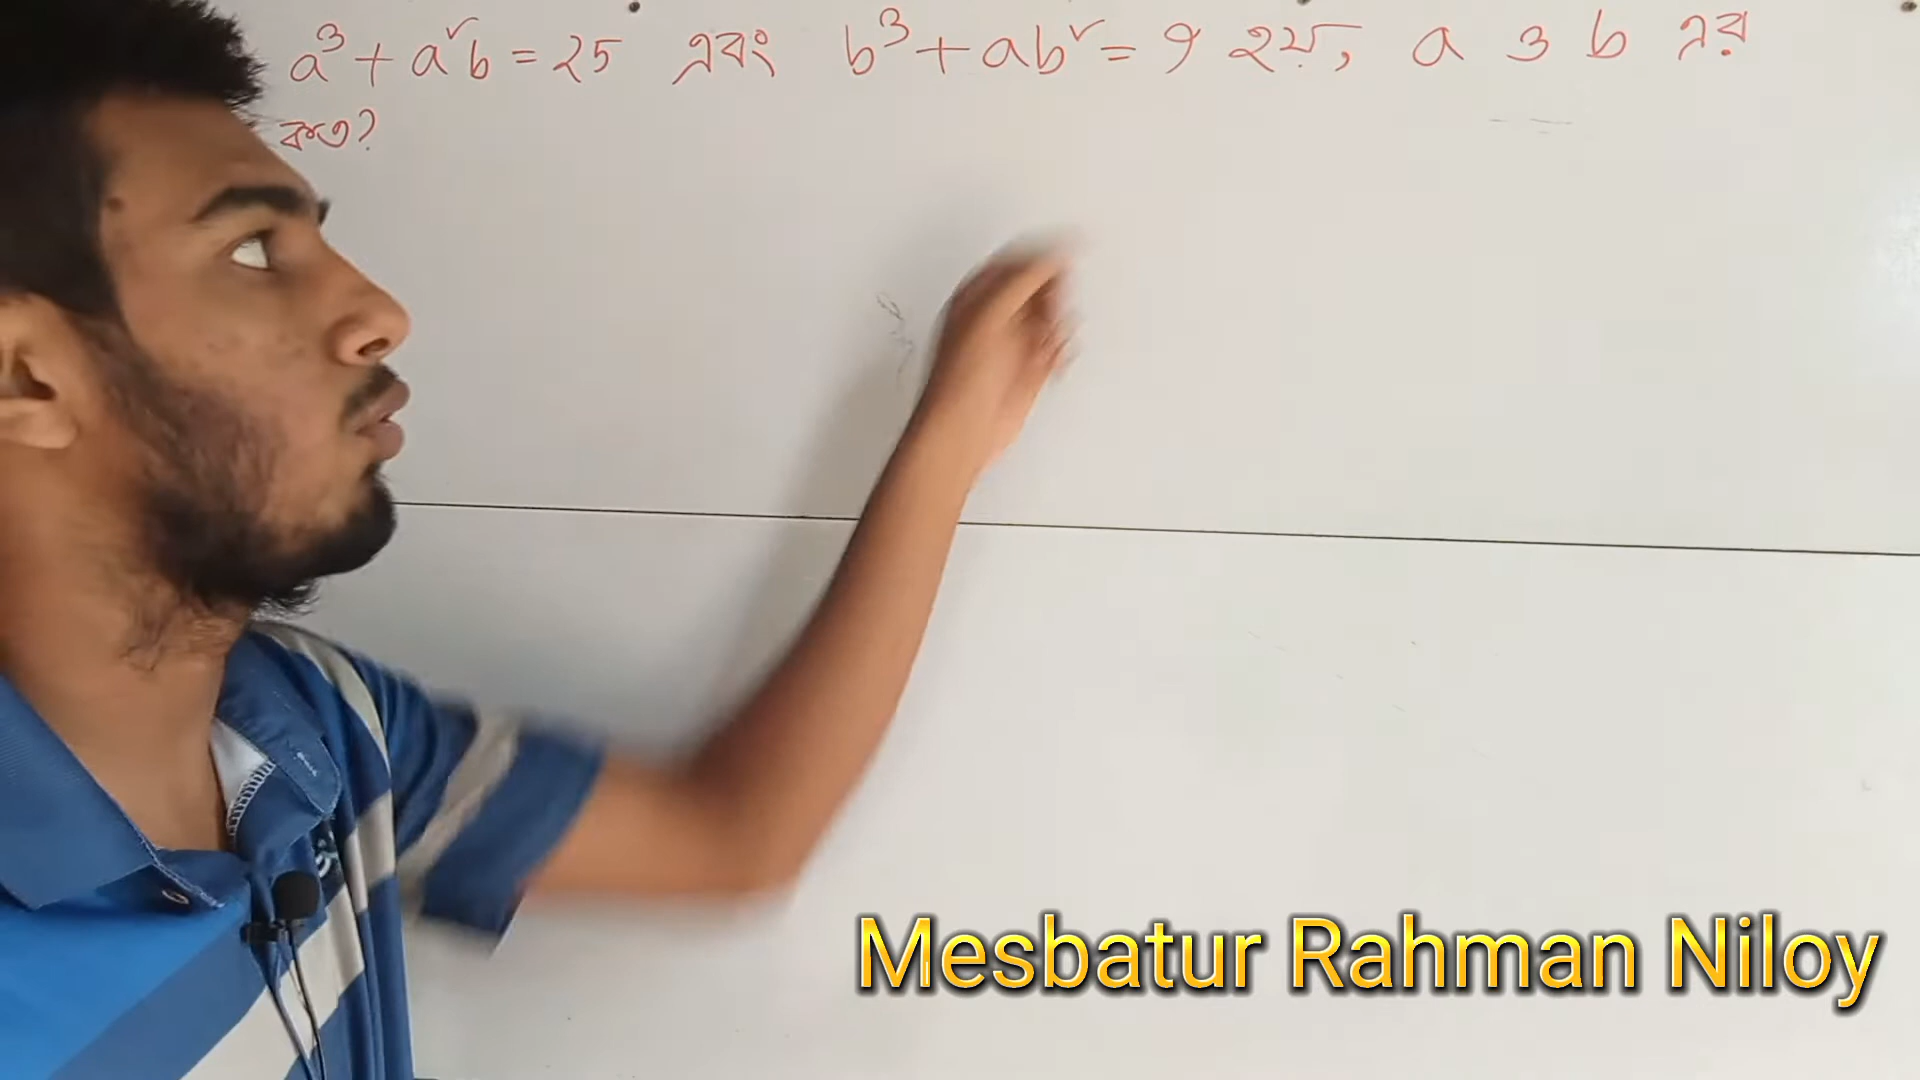 a³ + a²b = 25 এবং b³ + ab² = 9 হয়, a ও b এর
কত?
Mesbatur Rahman Niloy